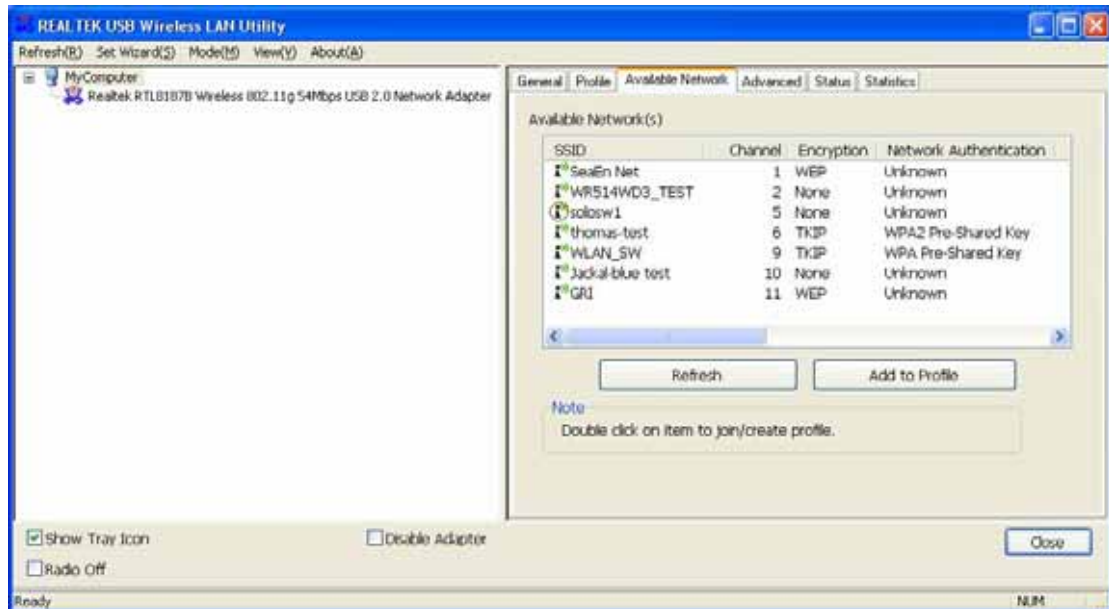 REALTEK USB Wireless LAN Utility
Refresh(R) Set Wizard(S) Mode(M) View(V) About(A)
MyComputer
Realtek RTL8187B Wireless 802.11g 54Mbps USB 2.0 Network Adapter
General Profile Available Network Advanced Status Statistics
Available Network(s)
SSID Channel Encryption Network Authentication
SeaEn Net 1 WEP Unknown
WR514WD3_TEST 2 None Unknown
solosw1 5 None Unknown
thomas-test 6 TKIP WPA2 Pre-Shared Key
WLAN_SW 9 TKIP WPA Pre-Shared Key
Jackal-blue test 10 None Unknown
GRI 11 WEP Unknown
Refresh Add to Profile
Note
Double click on item to join/create profile.
Show Tray Icon Disable Adapter
Radio Off
Close
Ready NUM